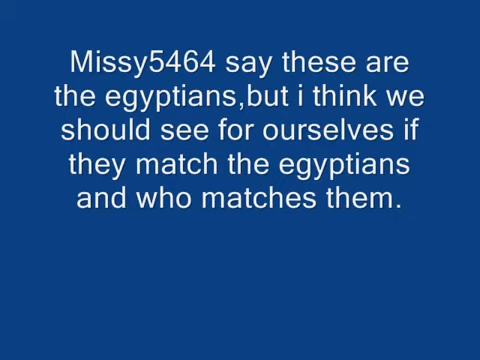 Missy5464 say these are
the egyptians,but i think we
should see for ourselves if
they match the egyptians
and who matches them.